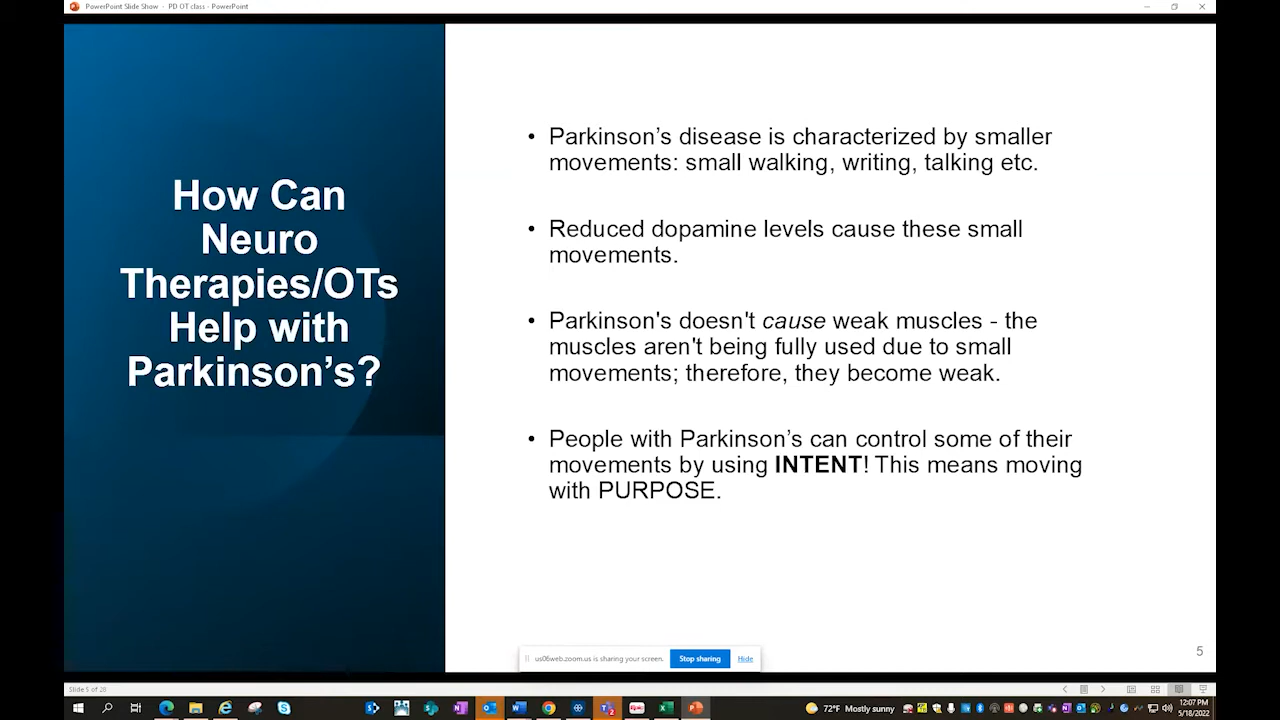 PowerPoint Slide Show - PD OT class - PowerPoint
How Can
Neuro
Therapies/OTs
Help with
Parkinson’s?
• Parkinson’s disease is characterized by smaller
movements: small walking, writing, talking etc.
• Reduced dopamine levels cause these small
movements.
• Parkinson's doesn't cause weak muscles - the
muscles aren't being fully used due to small
movements; therefore, they become weak.
• People with Parkinson’s can control some of their
movements by using INTENT! This means moving
with PURPOSE.
5
us06web.zoom.us is sharing your screen. Stop sharing Hide
Slide 5 of 28
72°F Mostly sunny
12:07 PM
5/18/2022